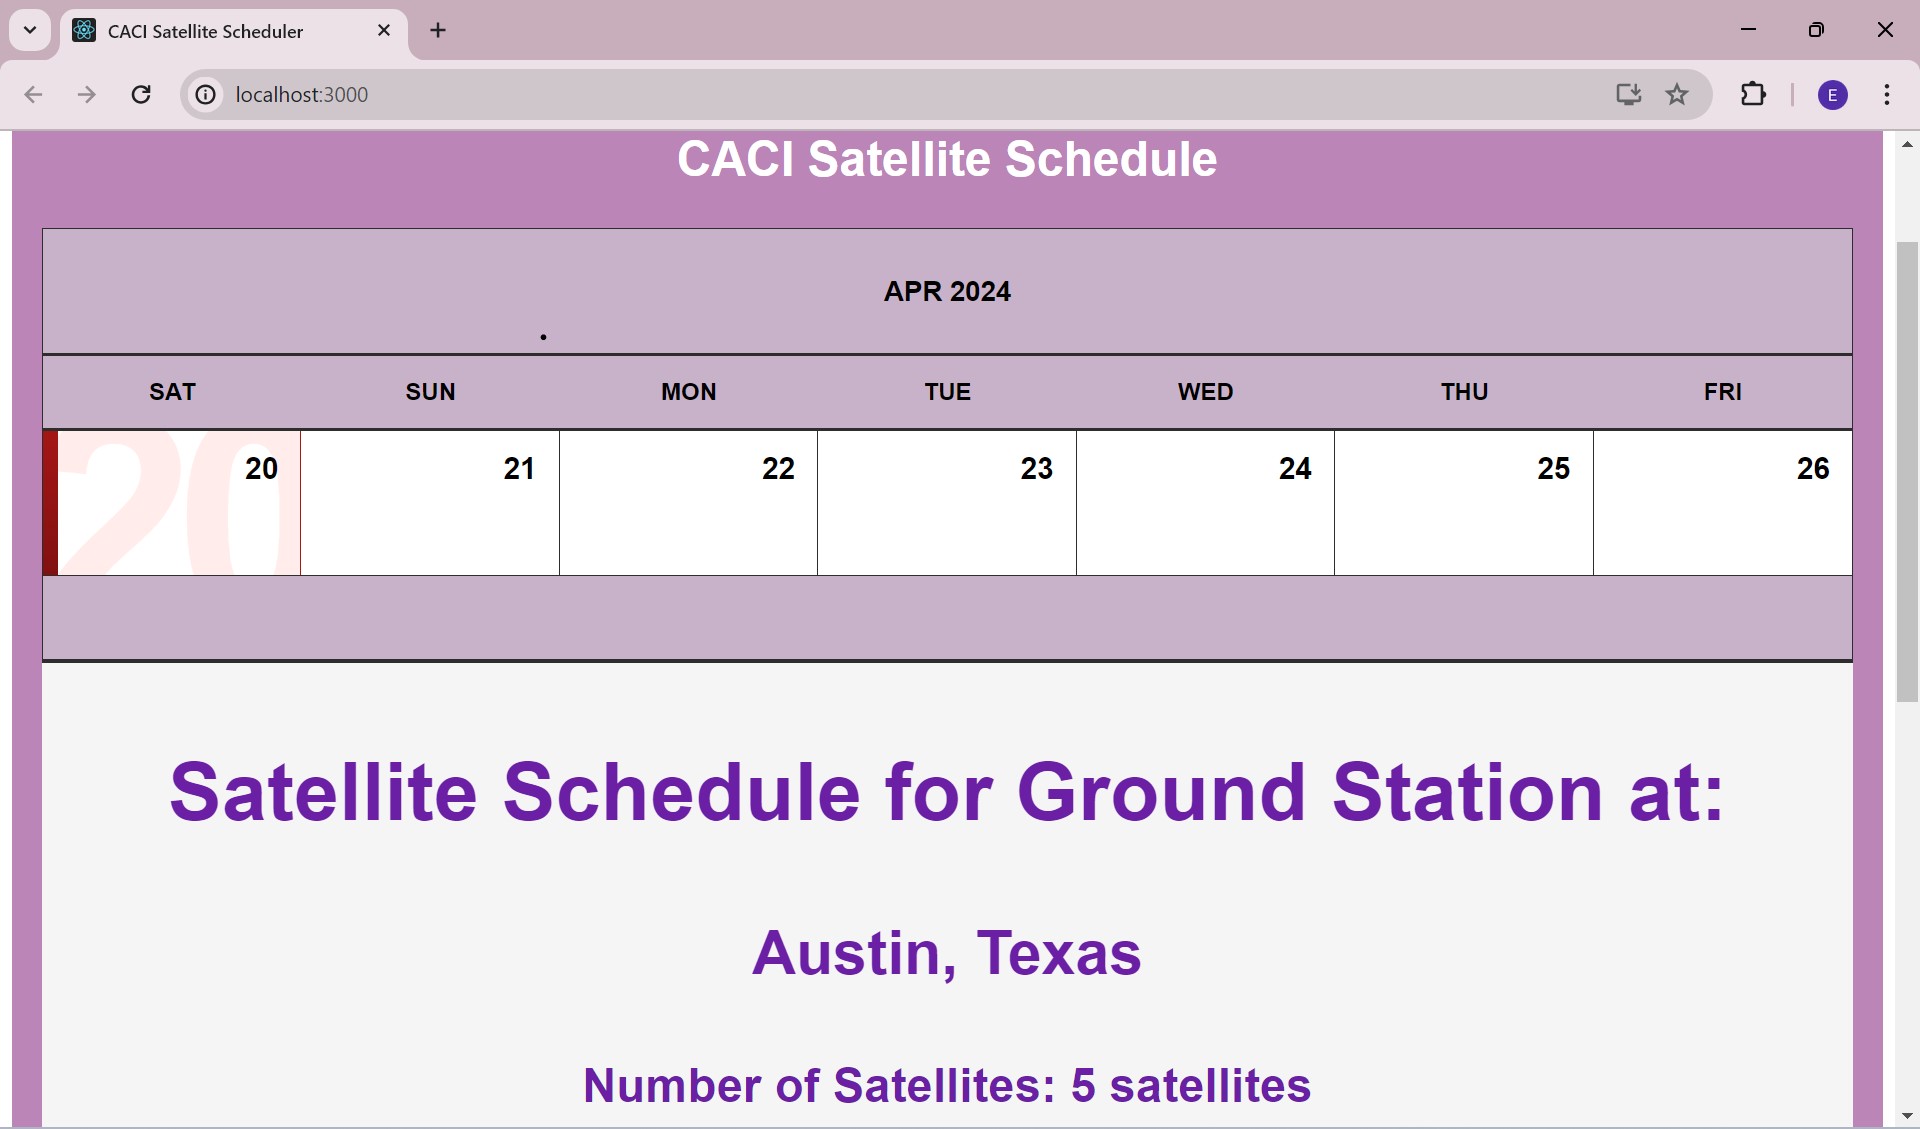 CACI Satellite Scheduler
localhost:3000
E
CACI Satellite Schedule
APR 2024
.
SAT SUN MON TUE WED THU FRI
20 20 21 22 23 24 25 26
Satellite Schedule for Ground Station at:
Austin, Texas
Number of Satellites: 5 satellites